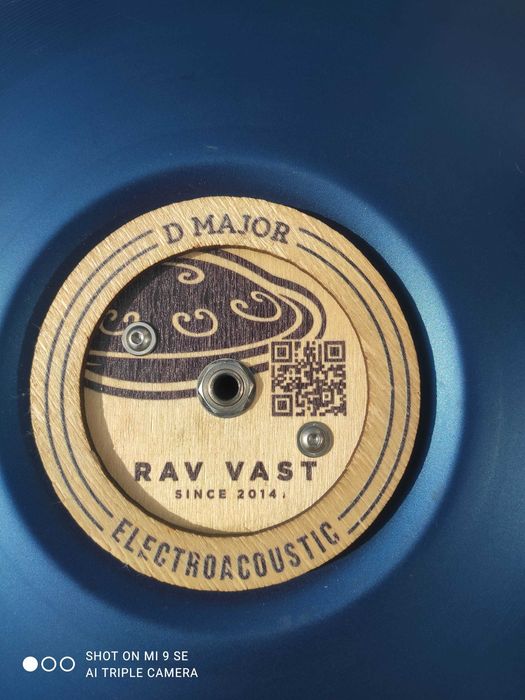 D MAJOR
RAV VAST
SINCE 2014.
ELECTROACOUSTIC
SHOT ON MI 9 SE
AI TRIPLE CAMERA